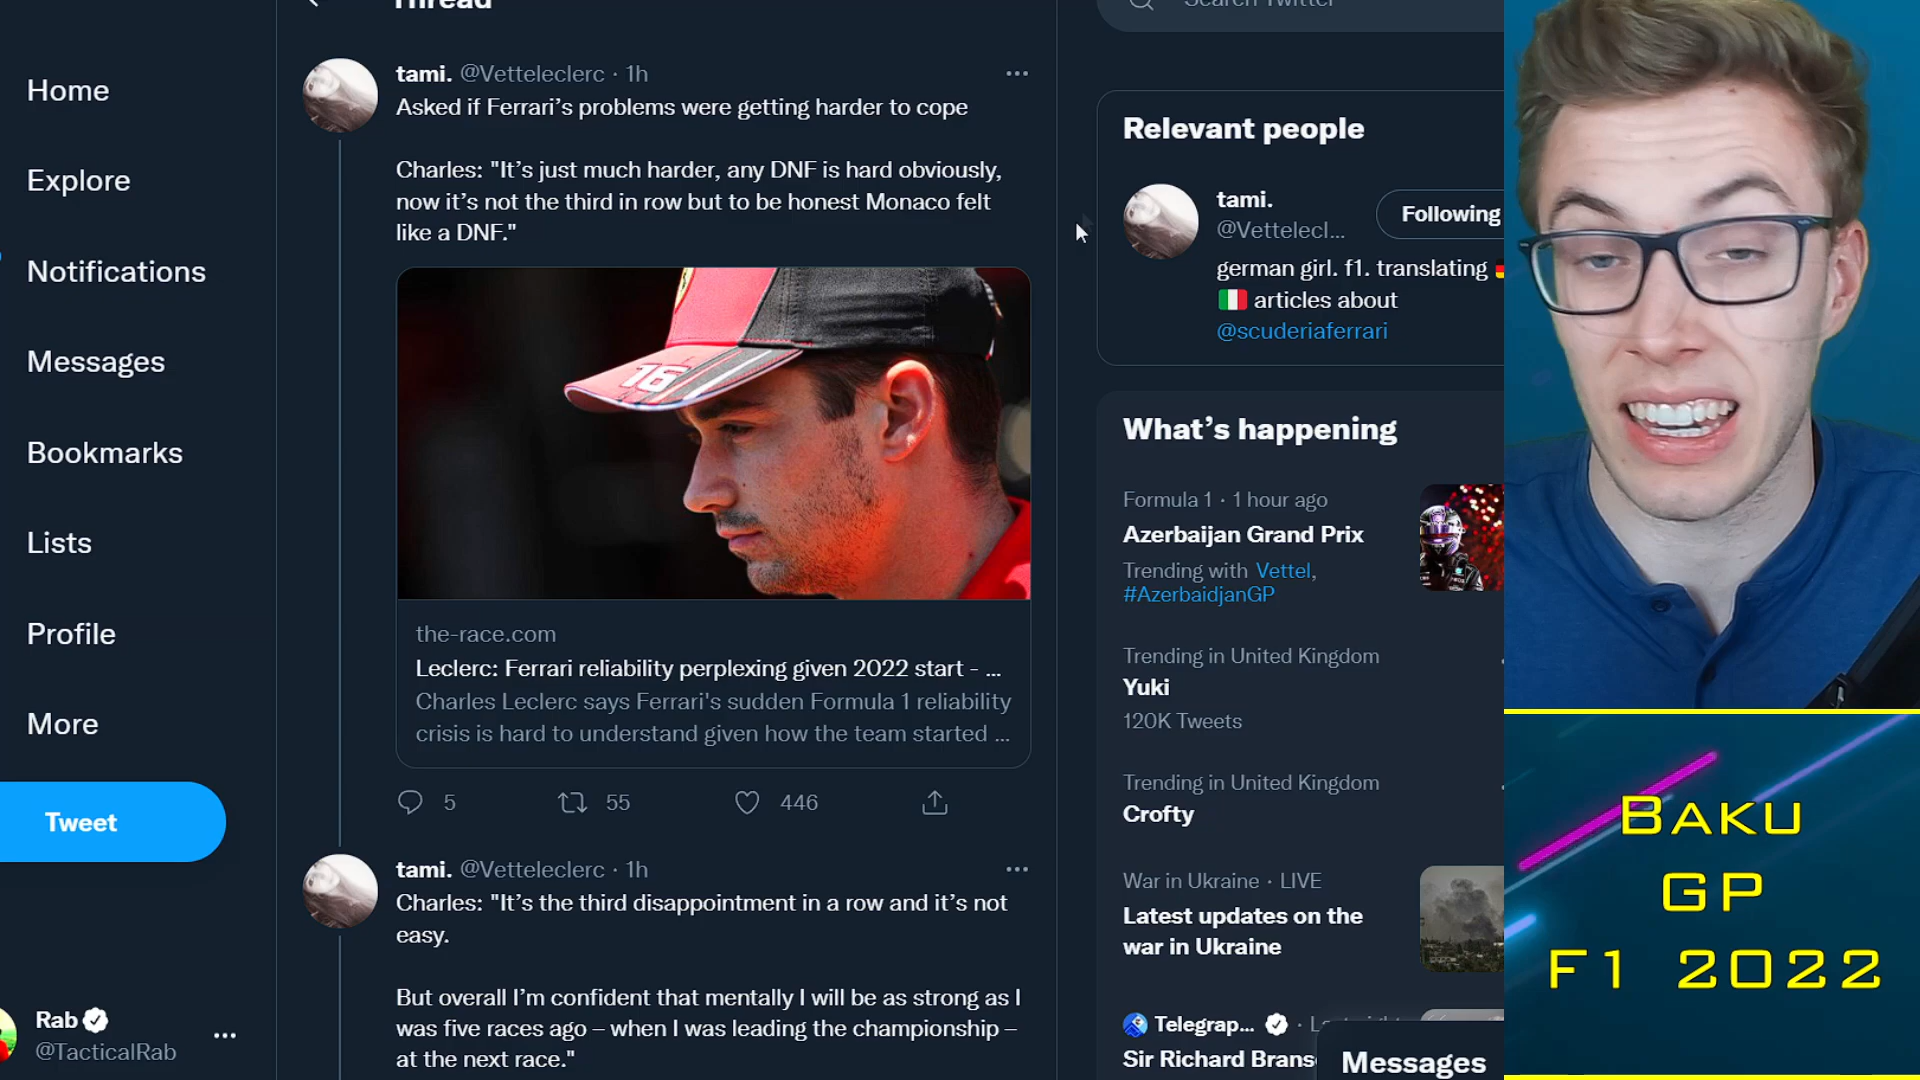 Thread
Search Twitter
Home
Explore
Notifications
Messages
Bookmarks
Lists
Profile
More
Tweet
Rab
@TacticalRab
tami. @Vetteleclerc · 1h
Asked if Ferrari’s problems were getting harder to cope
Charles: "It’s just much harder, any DNF is hard obviously,
now it’s not the third in row but to be honest Monaco felt
like a DNF."
16
the-race.com
Leclerc: Ferrari reliability perplexing given 2022 start - ...
Charles Leclerc says Ferrari's sudden Formula 1 reliability
crisis is hard to understand given how the team started ...
5 55 446
tami. @Vetteleclerc · 1h
Charles: "It’s the third disappointment in a row and it’s not
easy.
But overall I’m confident that mentally I will be as strong as I
was five races ago – when I was leading the championship –
at the next race."
Relevant people
tami.
@Vettelecl...
Following
german girl. f1. translating
articles about
@scuderiaferrari
What’s happening
Formula 1 · 1 hour ago
Azerbaijan Grand Prix
Trending with Vettel,
#AzerbaidjanGP
Trending in United Kingdom
Yuki
120K Tweets
Trending in United Kingdom
Crofty
War in Ukraine · LIVE
Latest updates on the
war in Ukraine
Telegrap... ·
Sir Richard
Messages
BAKU
GP
F1 2022